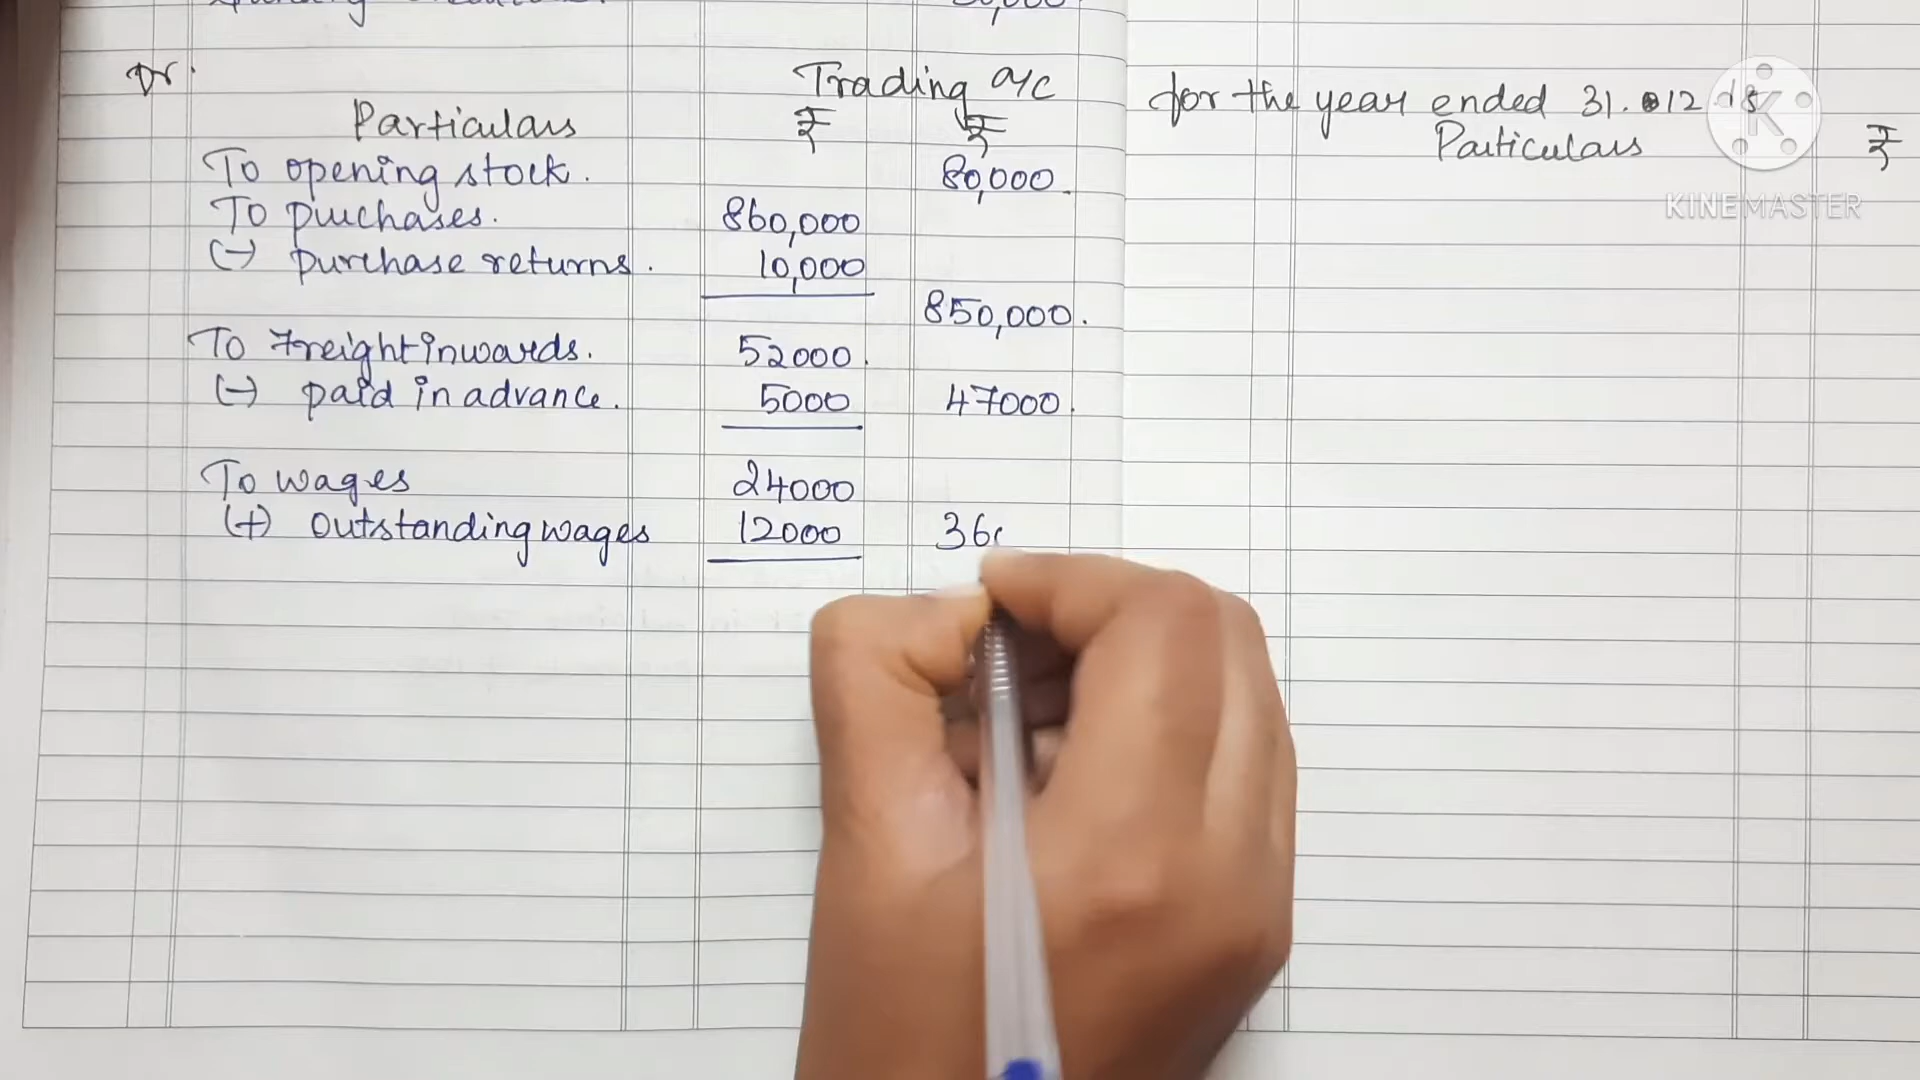 Dr.
Trading a/c for the year ended 31.12.18
Particulars ₹ ₹ Particulars ₹
To opening stock. 80,000.
To purchases. 860,000
(-) purchase returns. 10,000
850,000.
To Freight inwards. 52000.
(-) paid in advance. 5000 47000.
To wages 24000
(+) outstanding wages 12000 360
K
KINEMASTER